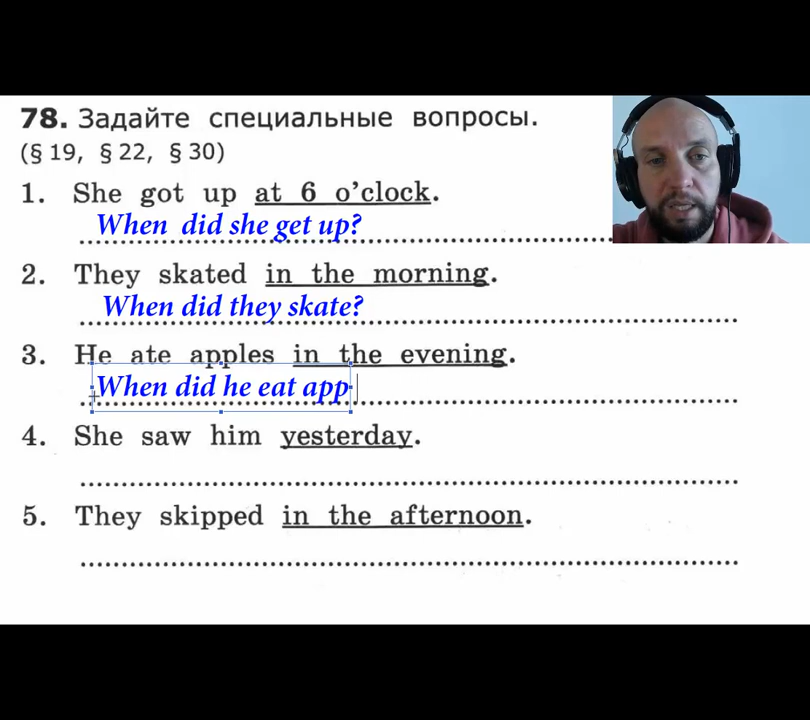 78. Задайте специальные вопросы.
(§ 19, § 22, § 30)
1. She got up at 6 o’clock.
When did she get up?
2. They skated in the morning.
When did they skate?
3. He ate apples in the evening.
When did he eat app
4. She saw him yesterday.
5. They skipped in the afternoon.